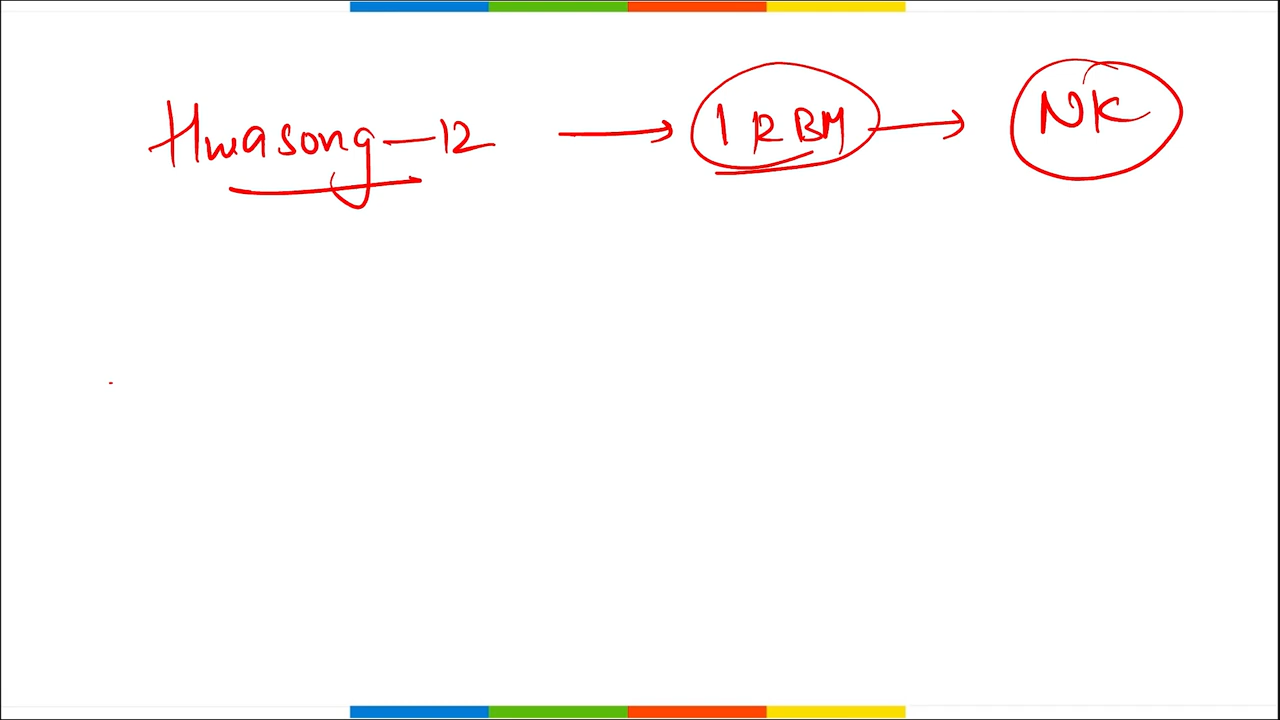 Hwasong-12 → IRBM → NK